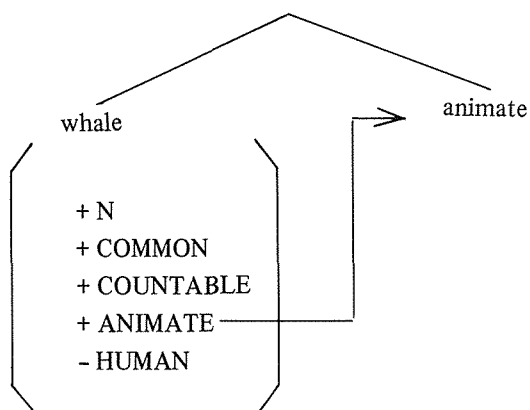 whale
animate
+ N
+ COMMON
+ COUNTABLE
+ ANIMATE
- HUMAN